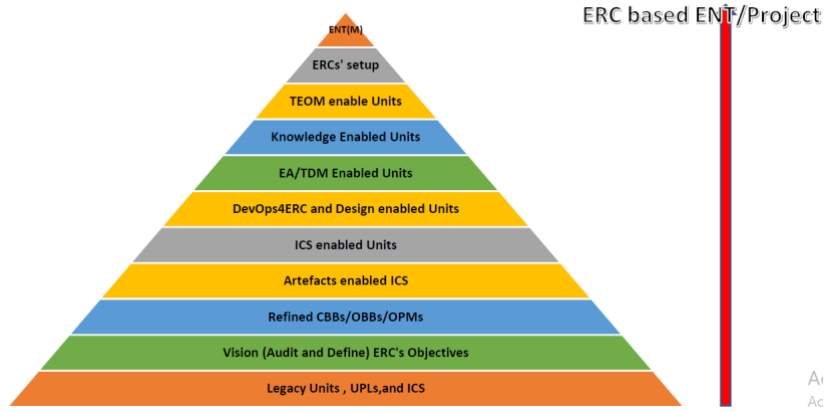 ERC based ENT/Project
ENT(M)
ERCs' setup
TEOM enable Units
Knowledge Enabled Units
EA/TDM Enabled Units
DevOps4ERC and Design enabled Units
ICS enabled Units
Artefacts enabled ICS
Refined CBBs/OBBs/OPMs
Vision (Audit and Define) ERC's Objectives
Legacy Units , UPLs,and ICS